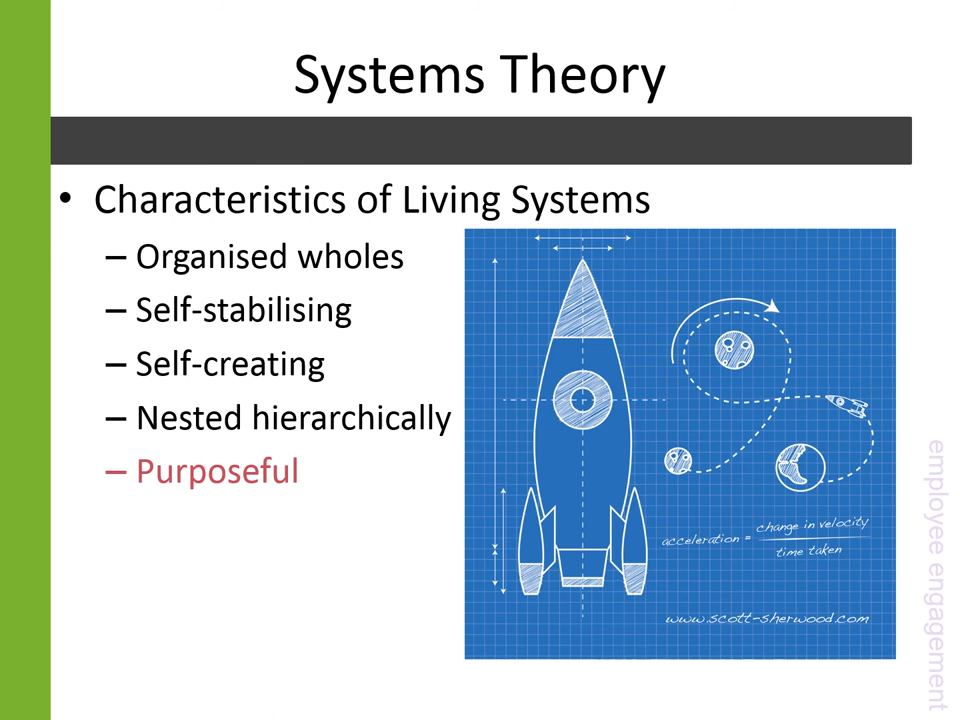 Systems Theory
• Characteristics of Living Systems
– Organised wholes
– Self-stabilising
– Self-creating
– Nested hierarchically
– Purposeful
acceleration = change in velocity
time taken
www.scott-sherwood.com
employee engagement